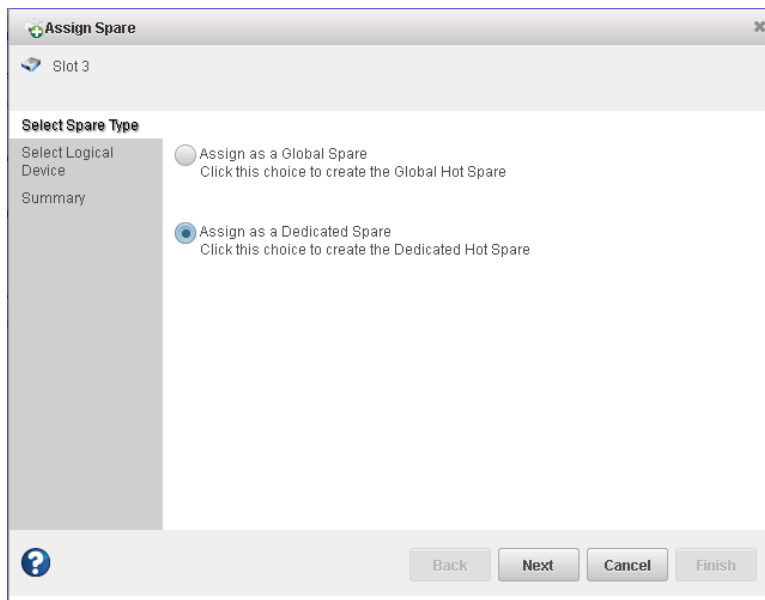 Assign Spare
Slot 3
Select Spare Type
Select Logical
Device
Summary
Assign as a Global Spare
Click this choice to create the Global Hot Spare
Assign as a Dedicated Spare
Click this choice to create the Dedicated Hot Spare
?
Back
Next
Cancel
Finish